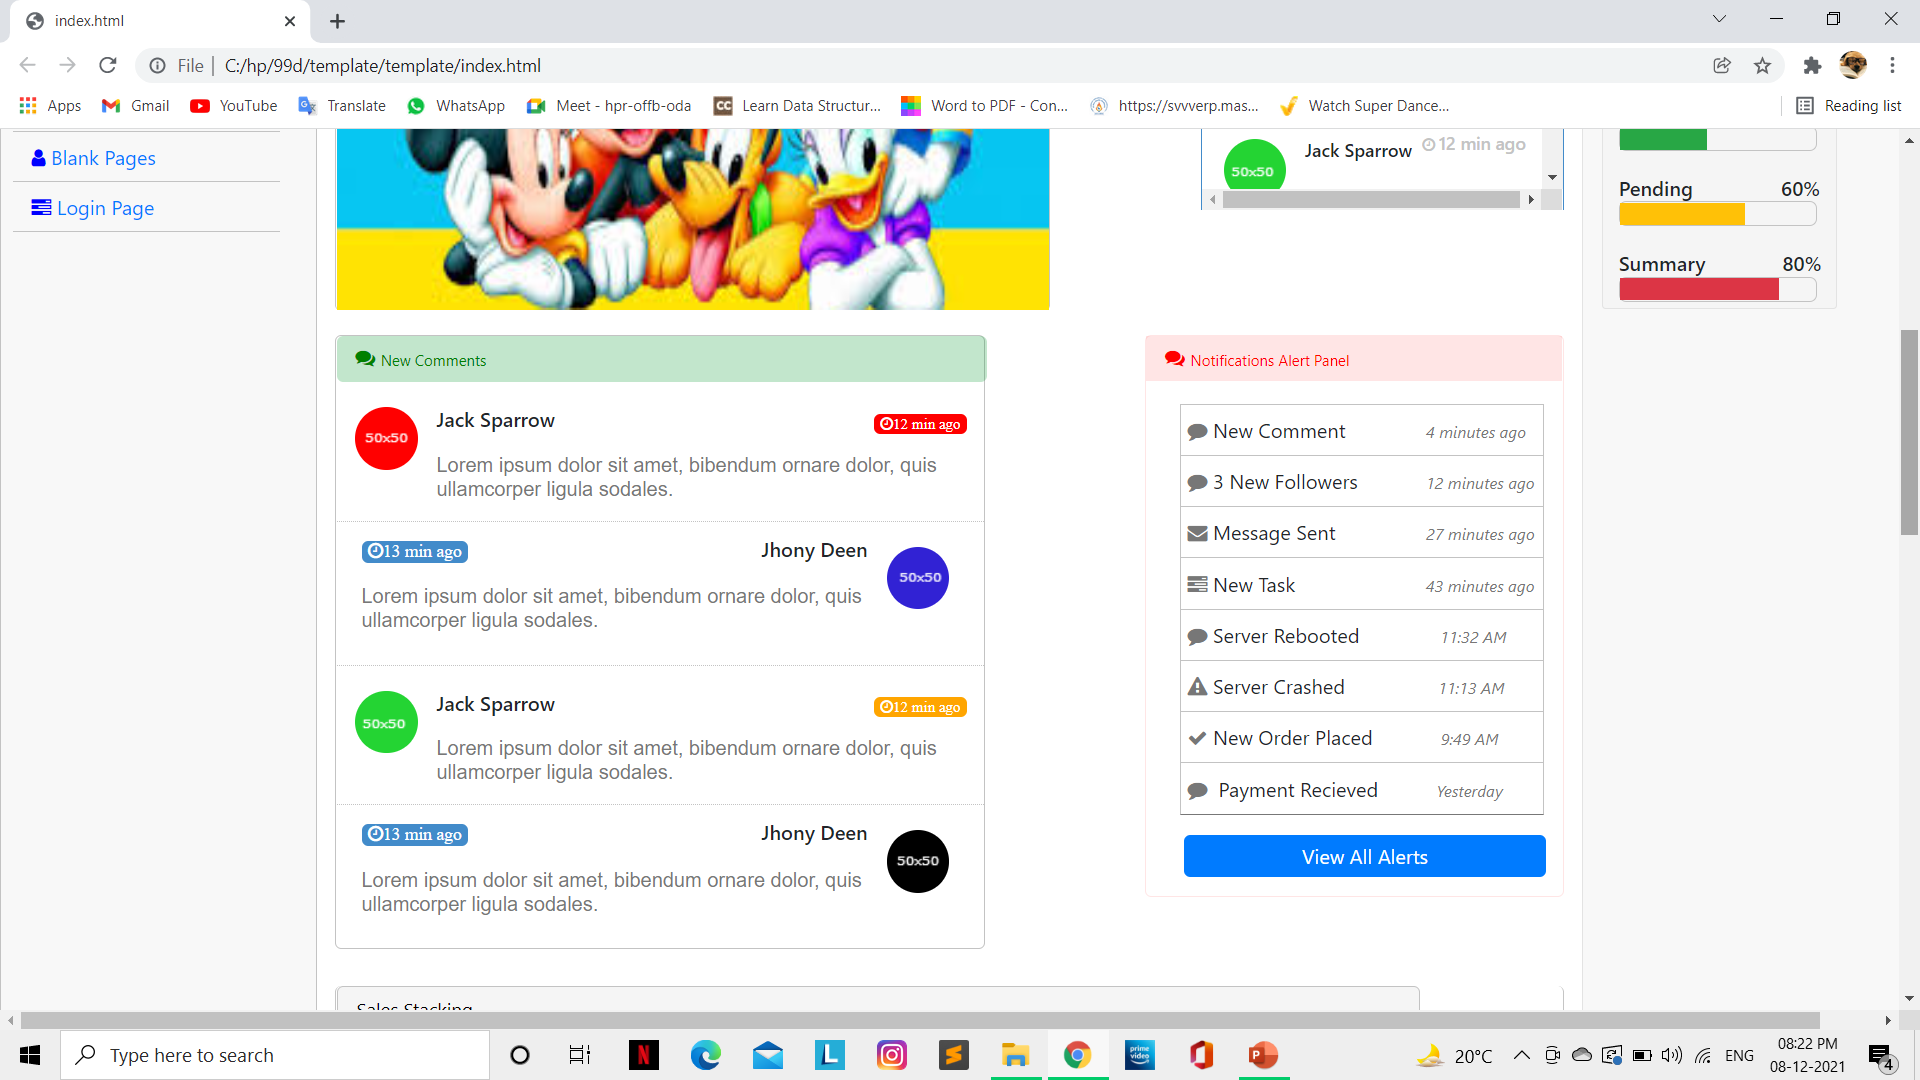 index.html
File | C:/hp/99d/template/template/index.html
Apps Gmail YouTube Translate WhatsApp Meet - hpr-offb-oda Learn Data Structur... Word to PDF - Con... https://svvverp.mas... Watch Super Dance... Reading list
Blank Pages
Login Page
50x50 Jack Sparrow 12 min ago
Pending 60%
Summary 80%
New Comments
50x50 Jack Sparrow 12 min ago
Lorem ipsum dolor sit amet, bibendum ornare dolor, quis
ullamcorper ligula sodales.
13 min ago Jhony Deen 50x50
Lorem ipsum dolor sit amet, bibendum ornare dolor, quis
ullamcorper ligula sodales.
50x50 Jack Sparrow 12 min ago
Lorem ipsum dolor sit amet, bibendum ornare dolor, quis
ullamcorper ligula sodales.
13 min ago Jhony Deen 50x50
Lorem ipsum dolor sit amet, bibendum ornare dolor, quis
ullamcorper ligula sodales.
Notifications Alert Panel
New Comment 4 minutes ago
3 New Followers 12 minutes ago
Message Sent 27 minutes ago
New Task 43 minutes ago
Server Rebooted 11:32 AM
Server Crashed 11:13 AM
New Order Placed 9:49 AM
Payment Recieved Yesterday
View All Alerts
Sales Stacking
Type here to search
N
L
prime video
P
20°C
ENG
08:22 PM
08-12-2021
4